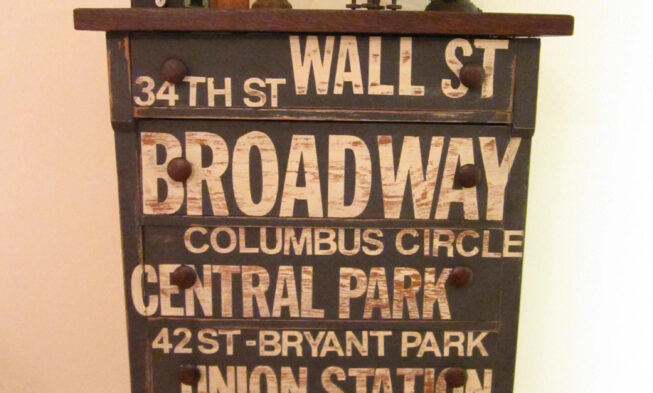 34TH ST WALL ST
BROADWAY
COLUMBUS CIRCLE
CENTRAL PARK
42 ST-BRYANT PARK
UNION STATION